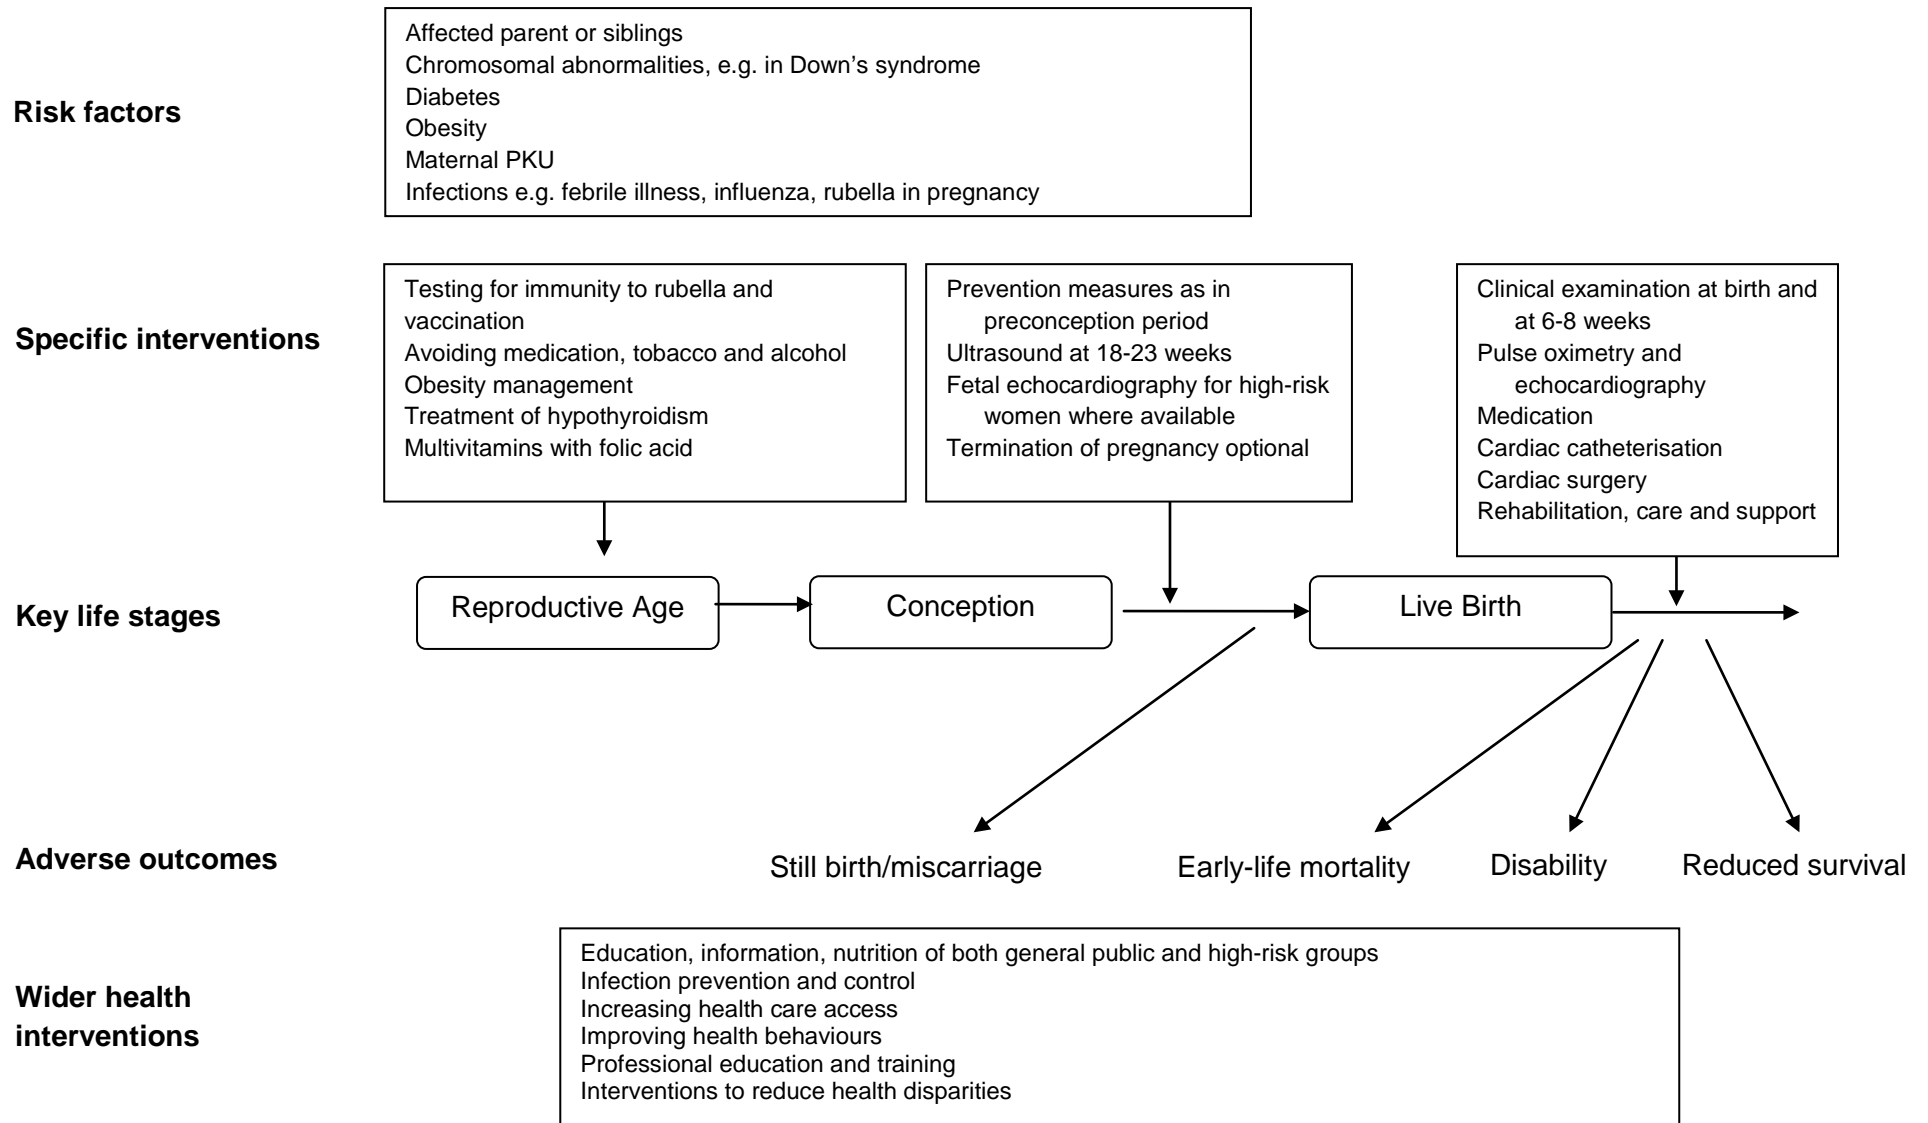 Risk factors
Affected parent or siblings
Chromosomal abnormalities, e.g. in Down's syndrome
Diabetes
Obesity
Maternal PKU
Infections e.g. febrile illness, influenza, rubella in pregnancy
Specific interventions
Testing for immunity to rubella and
vaccination
Avoiding medication, tobacco and alcohol
Obesity management
Treatment of hypothyroidism
Multivitamins with folic acid
Prevention measures as in
preconception period
Ultrasound at 18-23 weeks
Fetal echocardiography for high-risk
women where available
Termination of pregnancy optional
Clinical examination at birth and
at 6-8 weeks
Pulse oximetry and
echocardiography
Medication
Cardiac catheterisation
Cardiac surgery
Rehabilitation, care and support
Key life stages
Reproductive Age
Conception
Live Birth
Adverse outcomes
Still birth/miscarriage
Early-life mortality
Disability
Reduced survival
Wider health
interventions
Education, information, nutrition of both general public and high-risk groups
Infection prevention and control
Increasing health care access
Improving health behaviours
Professional education and training
Interventions to reduce health disparities